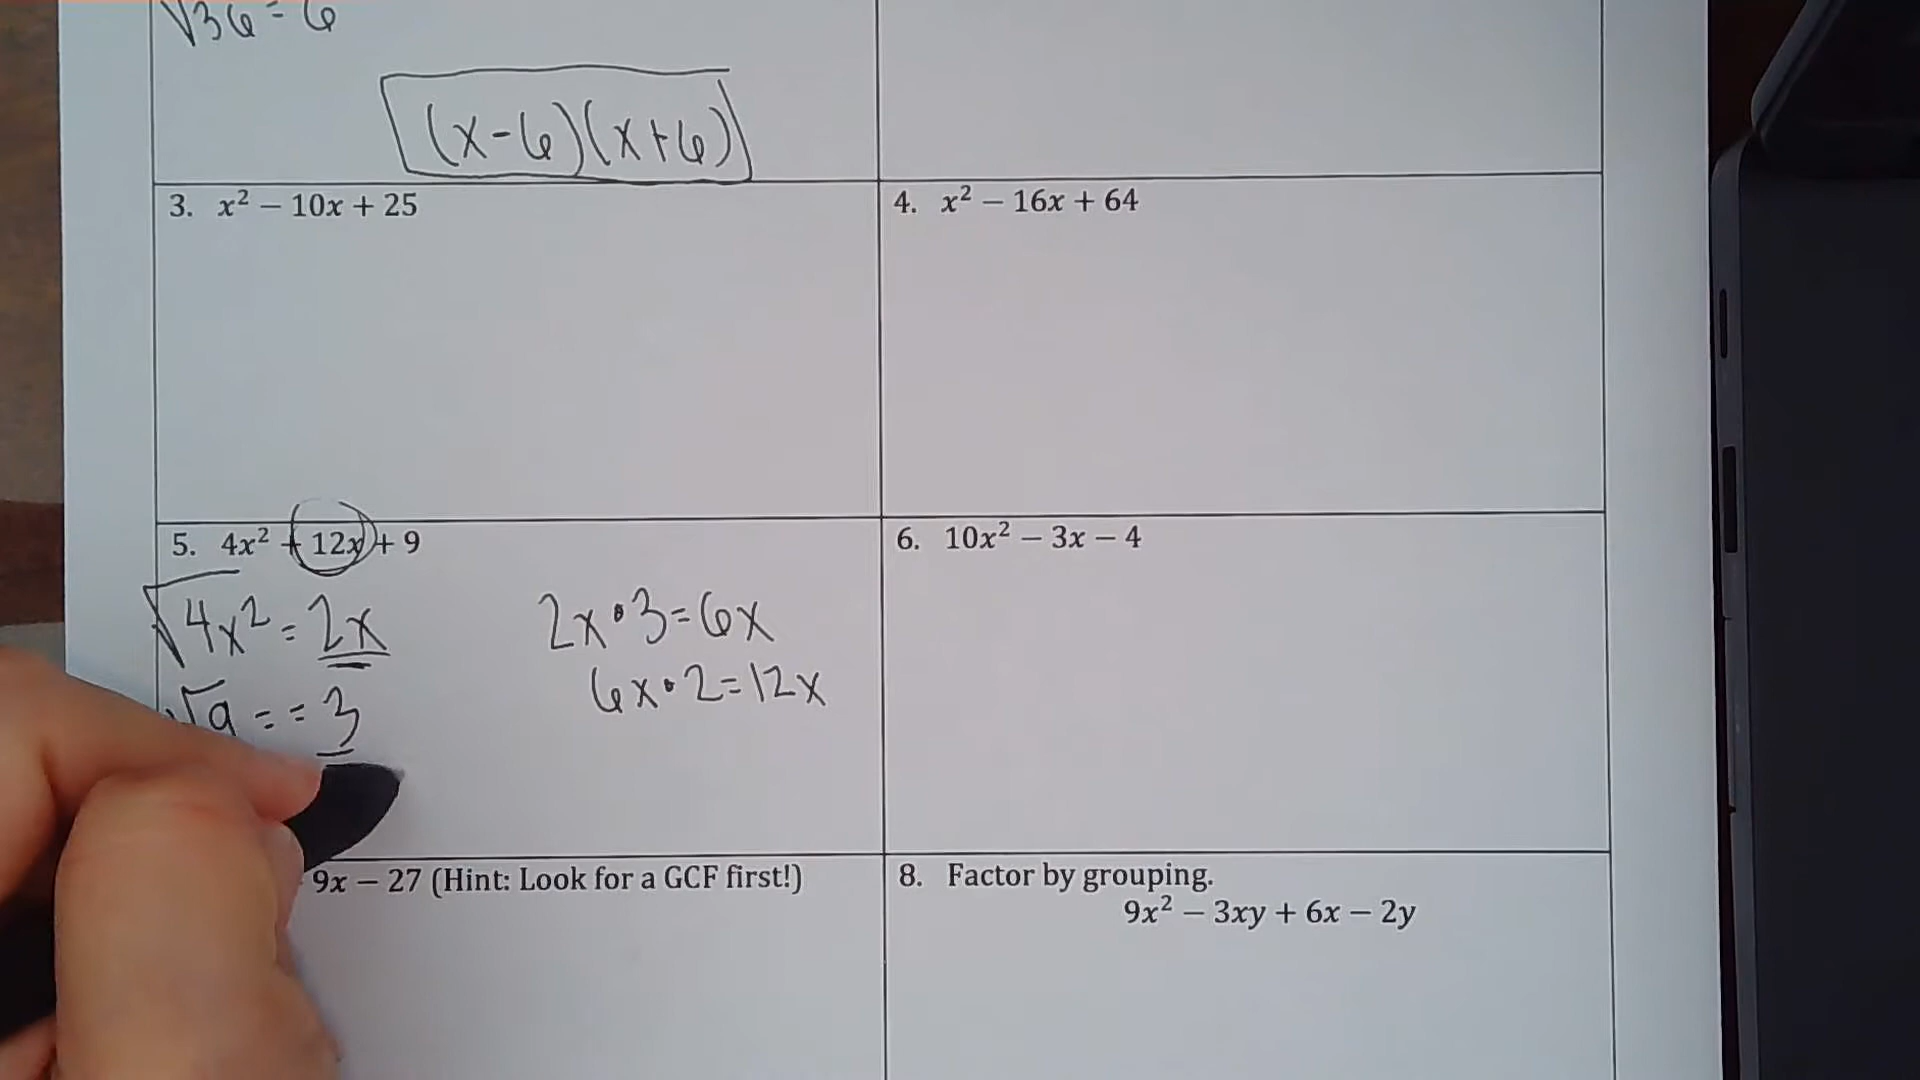 √36 = 6
(x-6)(x+6)
3. x² − 10x + 25
4. x² − 16x + 64
5. 4x² + 12x + 9
√4x² = 2x
√9 = = 3
2x•3=6x
6x•2=12x
6. 10x² − 3x − 4
9x − 27 (Hint: Look for a GCF first!)
8. Factor by grouping.
9x² − 3xy + 6x − 2y